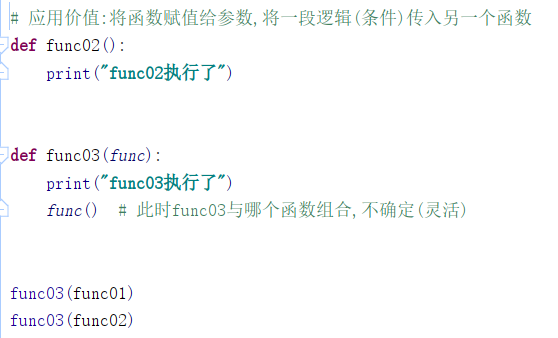 # 应用价值:将函数赋值给参数,将一段逻辑(条件)传入另一个函数
def func02():
    print("func02执行了")
def func03(func):
    print("func03执行了")
    func()  # 此时func03与哪个函数组合,不确定(灵活)
func03(func01)
func03(func02)